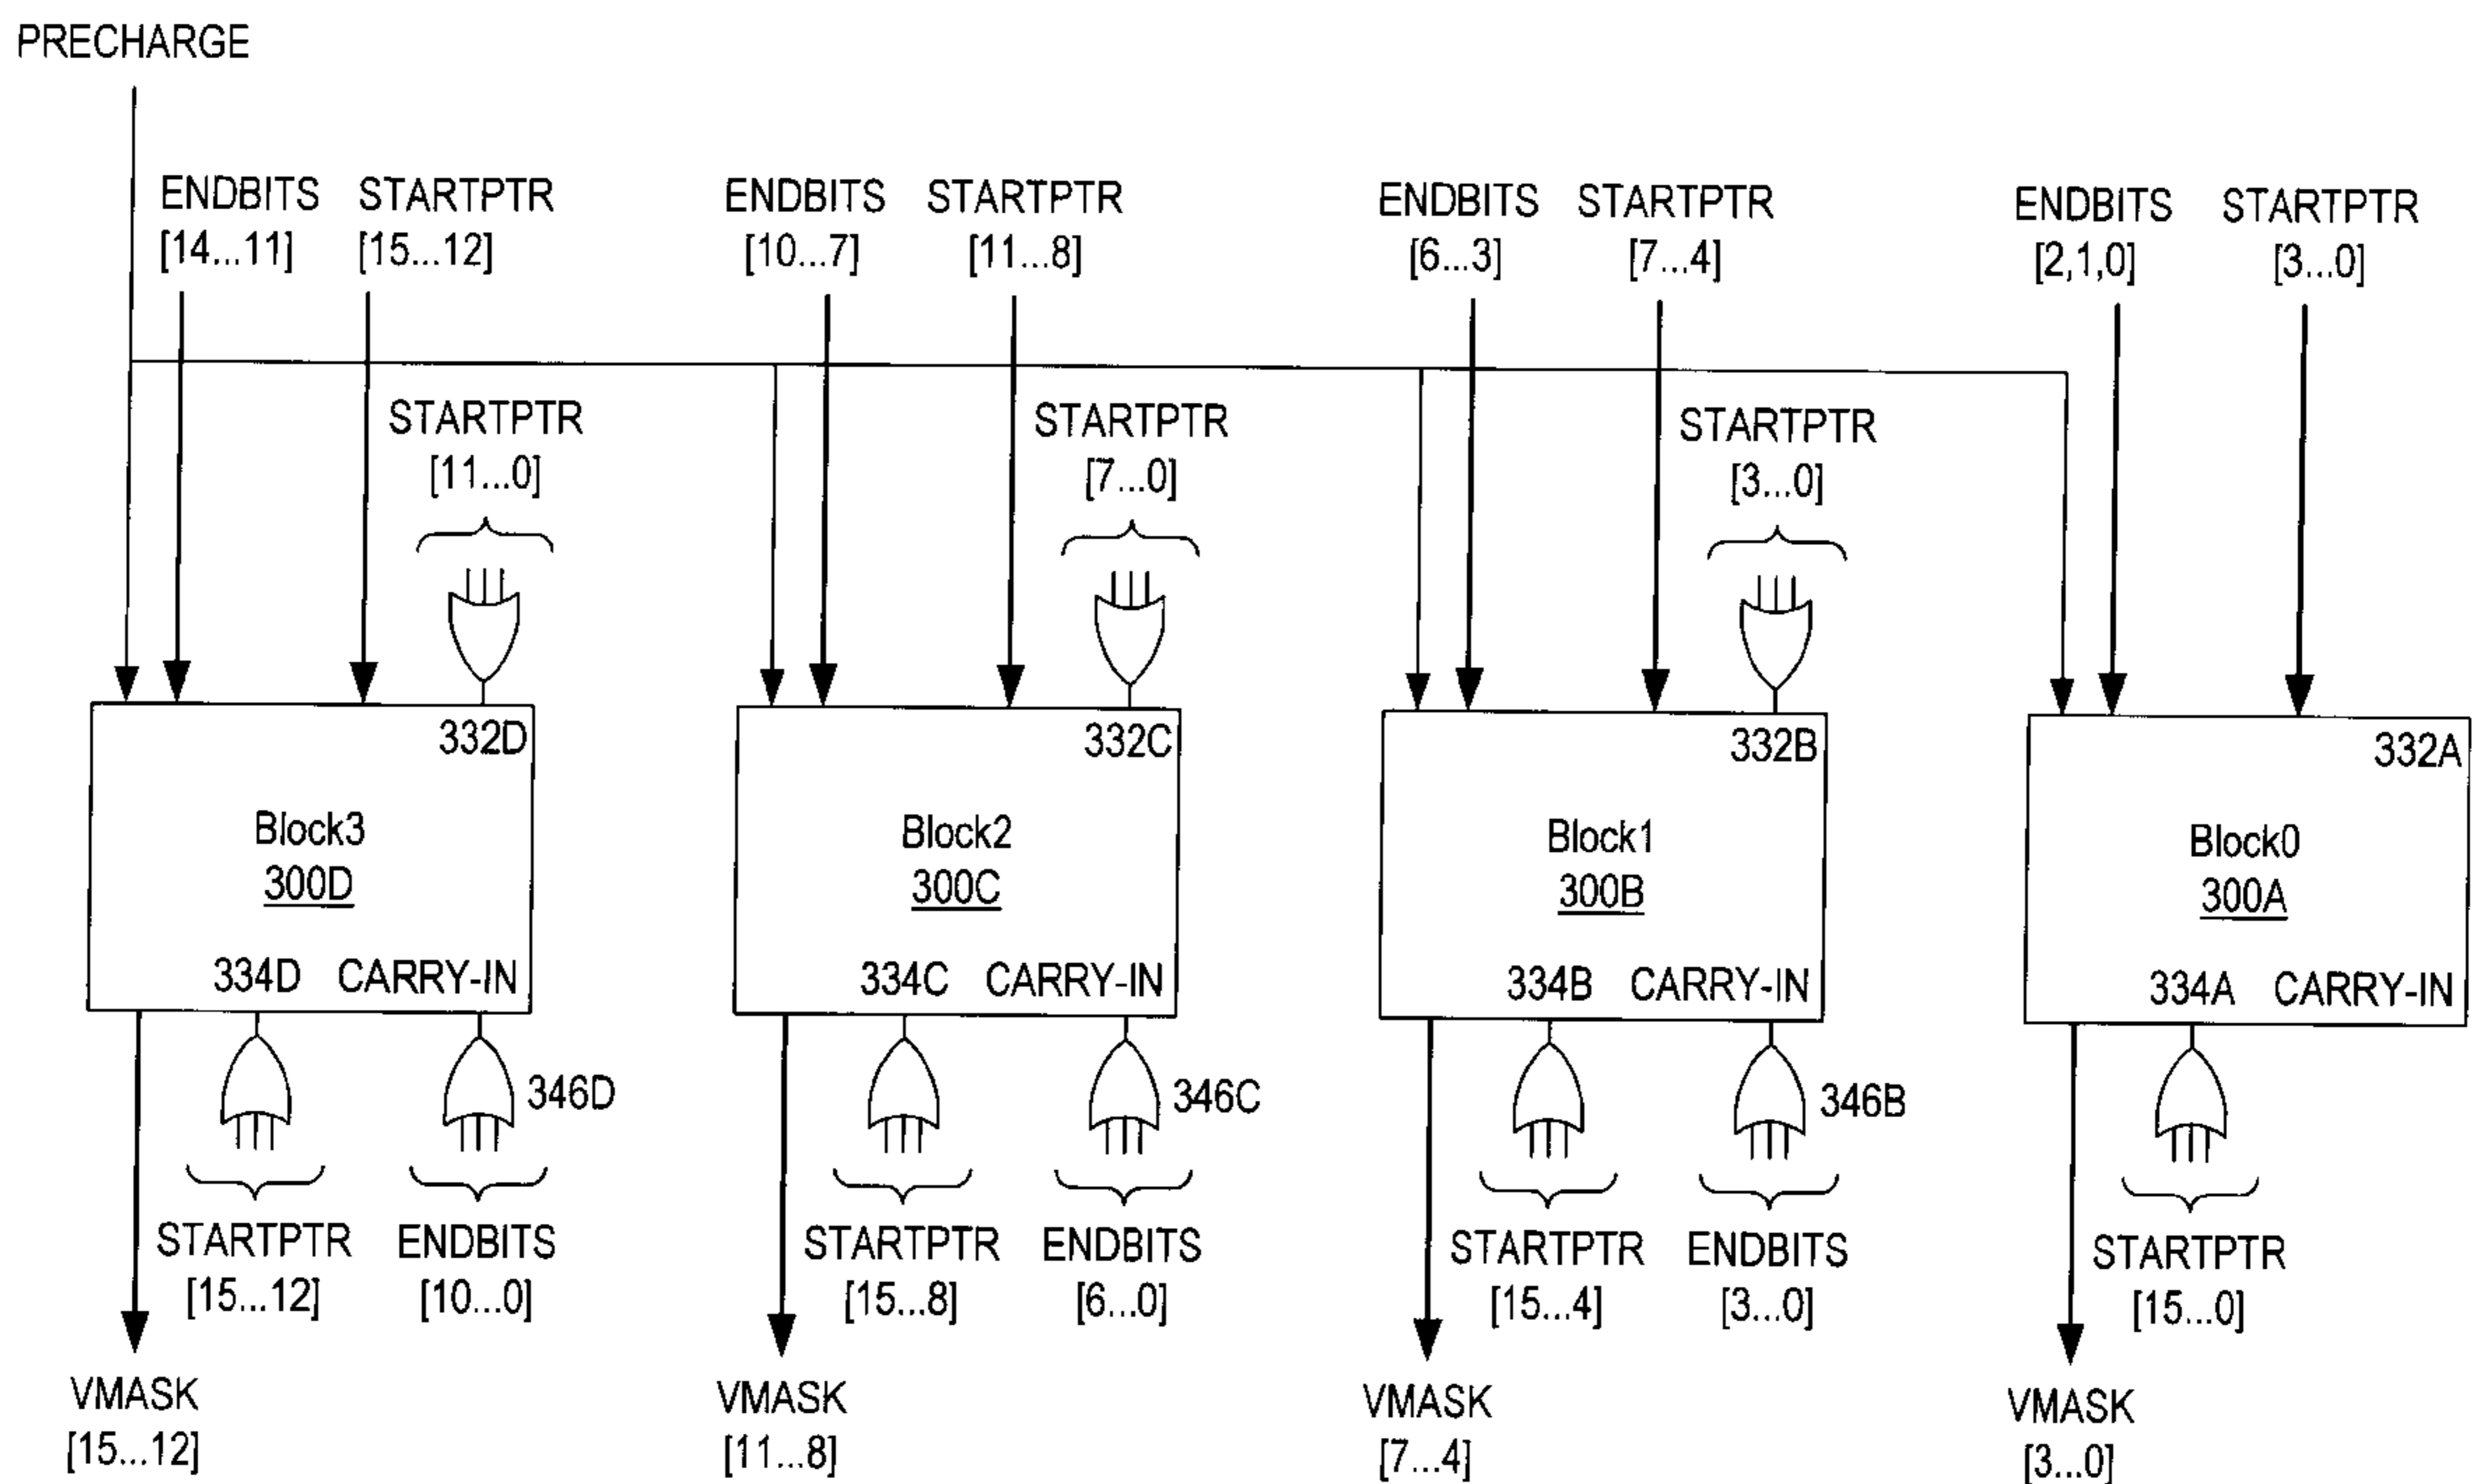 PRECHARGE
ENDBITS
[14...11]
STARTPTR
[15...12]
ENDBITS
[10...7]
STARTPTR
[11...8]
ENDBITS
[6...3]
STARTPTR
[7...4]
ENDBITS
[2,1,0]
STARTPTR
[3...0]
STARTPTR
[11...0]
STARTPTR
[7...0]
STARTPTR
[3...0]
332D
Block3
300D
334D CARRY-IN
332C
Block2
300C
334C CARRY-IN
332B
Block1
300B
334B CARRY-IN
332A
Block0
300A
334A CARRY-IN
346D
346C
346B
STARTPTR
[15...12]
ENDBITS
[10...0]
STARTPTR
[15...8]
ENDBITS
[6...0]
STARTPTR
[15...4]
ENDBITS
[3...0]
STARTPTR
[15...0]
VMASK
[15...12]
VMASK
[11...8]
VMASK
[7...4]
VMASK
[3...0]